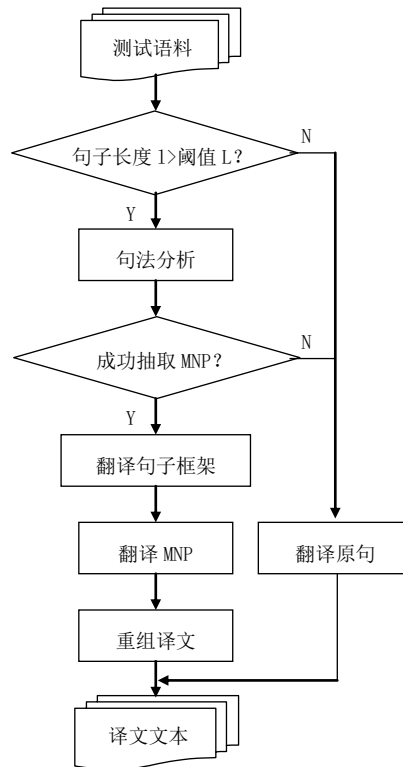 测试语料
句子长度 l>阈值 L?
N
Y
句法分析
成功抽取 MNP?
N
Y
翻译句子框架
翻译 MNP
翻译原句
重组译文
译文文本